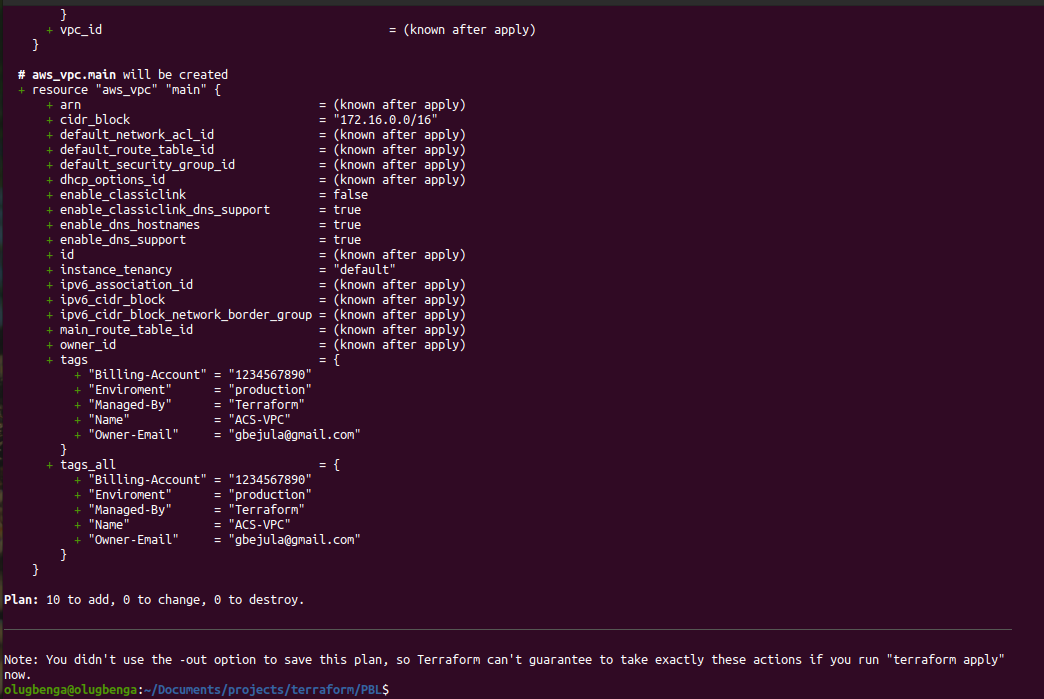 }
      + vpc_id                                         = (known after apply)
    }

  # aws_vpc.main will be created
  + resource "aws_vpc" "main" {
      + arn                                  = (known after apply)
      + cidr_block                           = "172.16.0.0/16"
      + default_network_acl_id               = (known after apply)
      + default_route_table_id               = (known after apply)
      + default_security_group_id            = (known after apply)
      + dhcp_options_id                      = (known after apply)
      + enable_classiclink                   = false
      + enable_classiclink_dns_support       = true
      + enable_dns_hostnames                 = true
      + enable_dns_support                   = true
      + id                                   = (known after apply)
      + instance_tenancy                     = "default"
      + ipv6_association_id                  = (known after apply)
      + ipv6_cidr_block                      = (known after apply)
      + ipv6_cidr_block_network_border_group = (known after apply)
      + main_route_table_id                  = (known after apply)
      + owner_id                             = (known after apply)
      + tags                                 = {
          + "Billing-Account" = "1234567890"
          + "Enviroment"      = "production"
          + "Managed-By"      = "Terraform"
          + "Name"            = "ACS-VPC"
          + "Owner-Email"     = "gbejula@gmail.com"
        }
      + tags_all                             = {
          + "Billing-Account" = "1234567890"
          + "Enviroment"      = "production"
          + "Managed-By"      = "Terraform"
          + "Name"            = "ACS-VPC"
          + "Owner-Email"     = "gbejula@gmail.com"
        }
    }

Plan: 10 to add, 0 to change, 0 to destroy.

Note: You didn't use the -out option to save this plan, so Terraform can't guarantee to take exactly these actions if you run "terraform apply"
now.
olugbenga@olugbenga:~/Documents/projects/terraform/PBL$